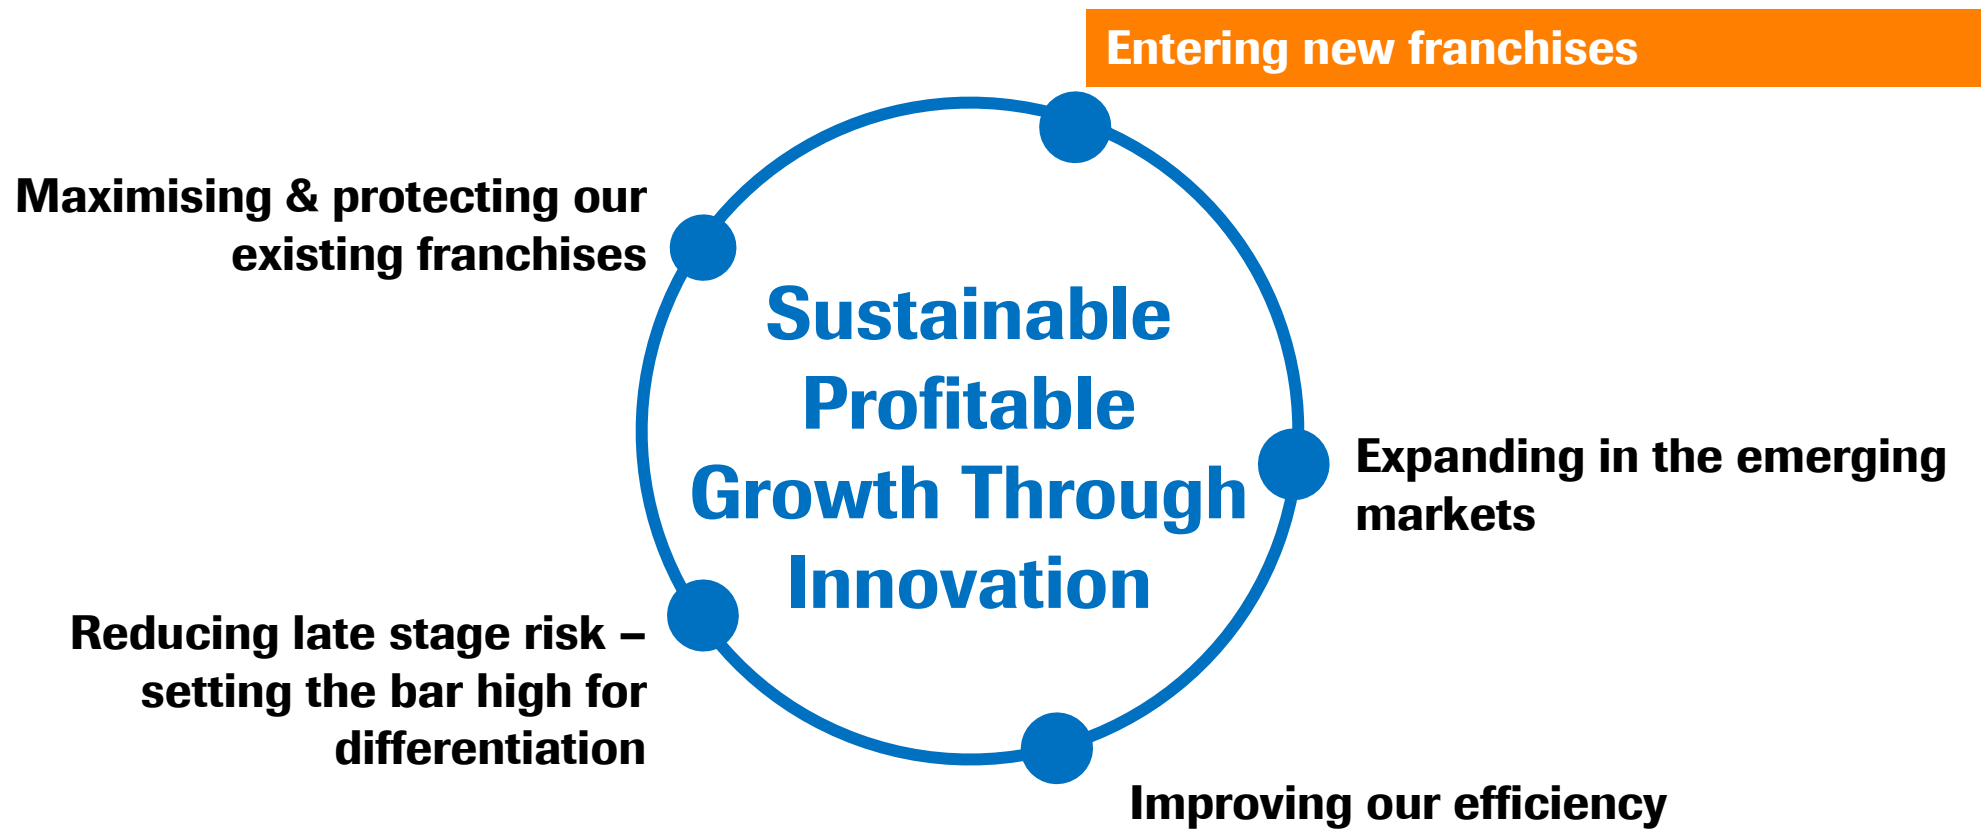 Entering new franchises
Maximising & protecting our
existing franchises
Sustainable
Profitable
Growth Through
Innovation
Expanding in the emerging
markets
Reducing late stage risk –
setting the bar high for
differentiation
Improving our efficiency